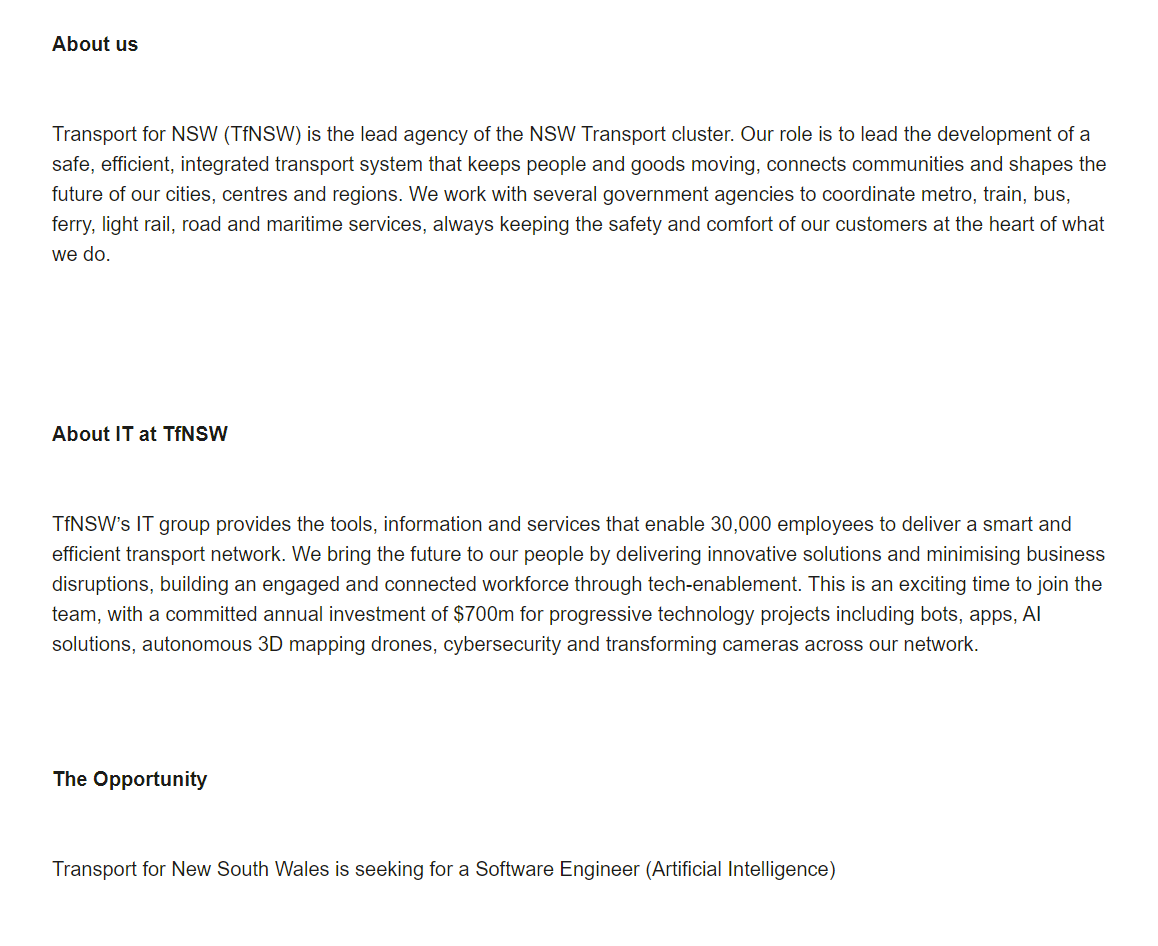 About us
Transport for NSW (TfNSW) is the lead agency of the NSW Transport cluster. Our role is to lead the development of a
safe, efficient, integrated transport system that keeps people and goods moving, connects communities and shapes the
future of our cities, centres and regions. We work with several government agencies to coordinate metro, train, bus,
ferry, light rail, road and maritime services, always keeping the safety and comfort of our customers at the heart of what
we do.
About IT at TfNSW
TfNSW’s IT group provides the tools, information and services that enable 30,000 employees to deliver a smart and
efficient transport network. We bring the future to our people by delivering innovative solutions and minimising business
disruptions, building an engaged and connected workforce through tech-enablement. This is an exciting time to join the
team, with a committed annual investment of $700m for progressive technology projects including bots, apps, AI
solutions, autonomous 3D mapping drones, cybersecurity and transforming cameras across our network.
The Opportunity
Transport for New South Wales is seeking for a Software Engineer (Artificial Intelligence)